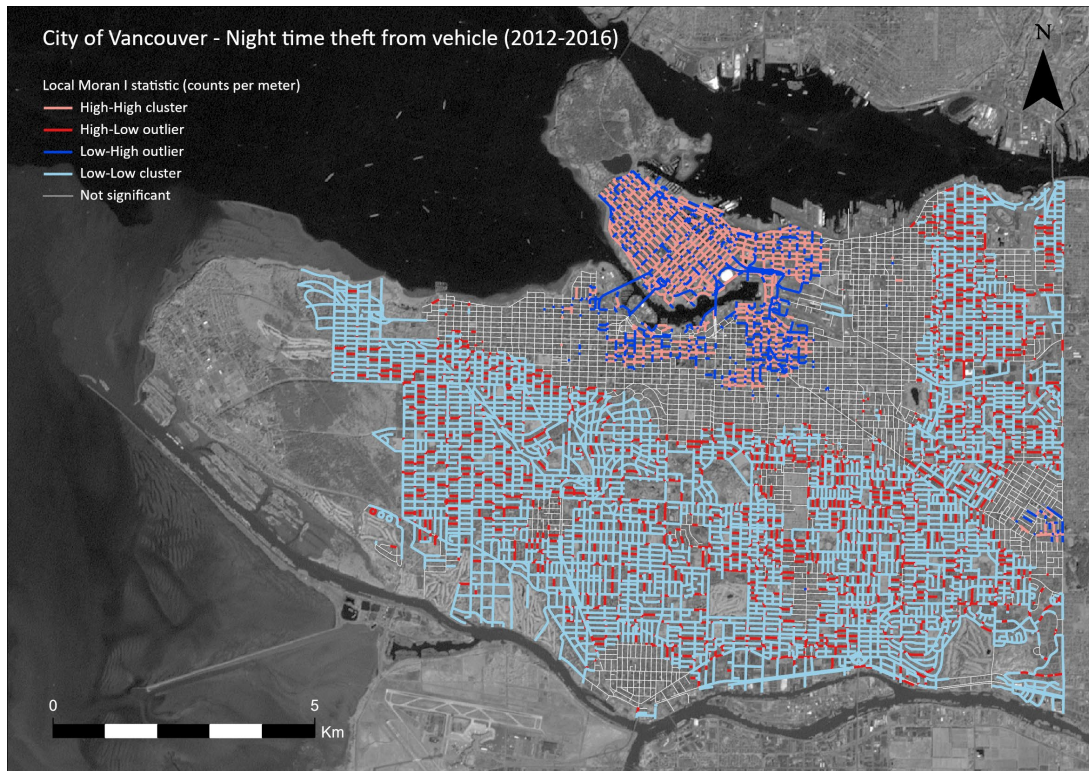 City of Vancouver - Night time theft from vehicle (2012-2016)
N
Local Moran I statistic (counts per meter)
High-High cluster
High-Low outlier
Low-High outlier
Low-Low cluster
Not significant
0 5
Km